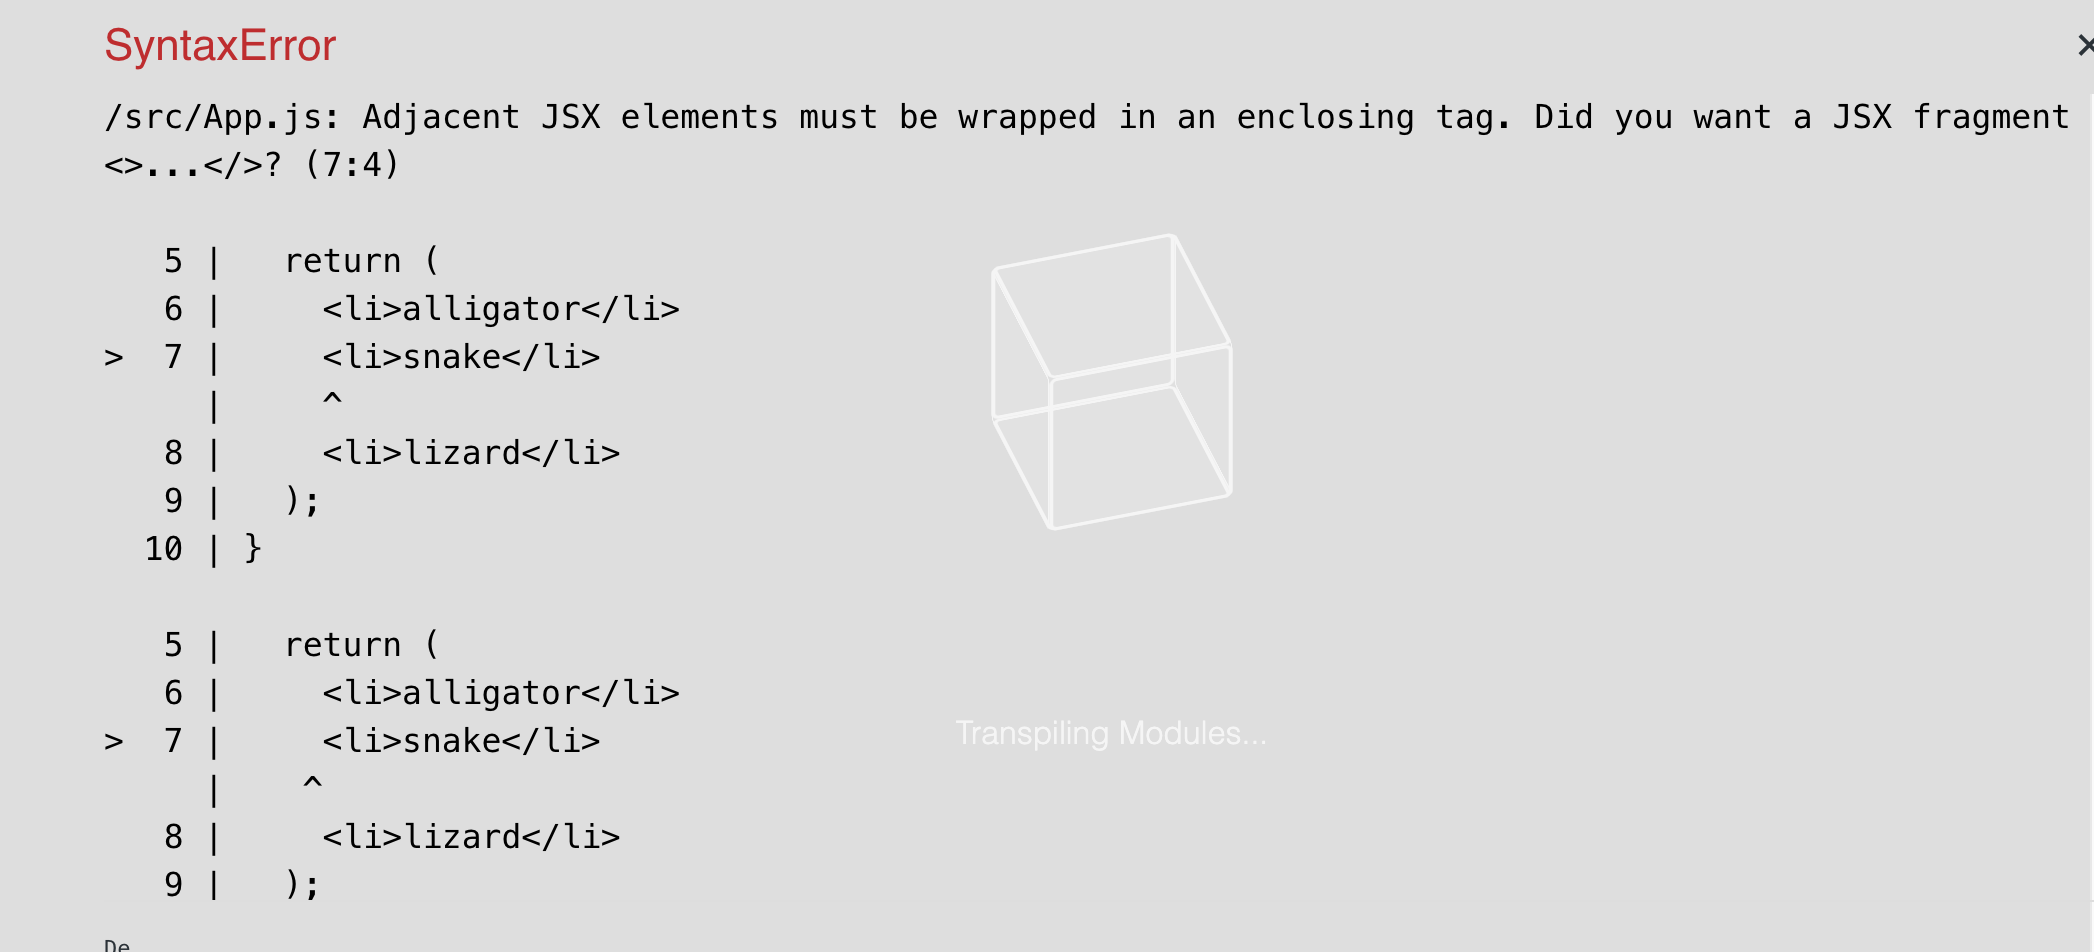 SyntaxError
×
/src/App.js: Adjacent JSX elements must be wrapped in an enclosing tag. Did you want a JSX fragment
<>...</>? (7:4)
5 |   return (
6 |     <li>alligator</li>
> 7 |     <li>snake</li>
|     ^
8 |     <li>lizard</li>
9 |   );
10 | }
5 |   return (
6 |     <li>alligator</li>
> 7 |     <li>snake</li>
|    ^
8 |     <li>lizard</li>
9 |   );
Transpiling Modules...
De